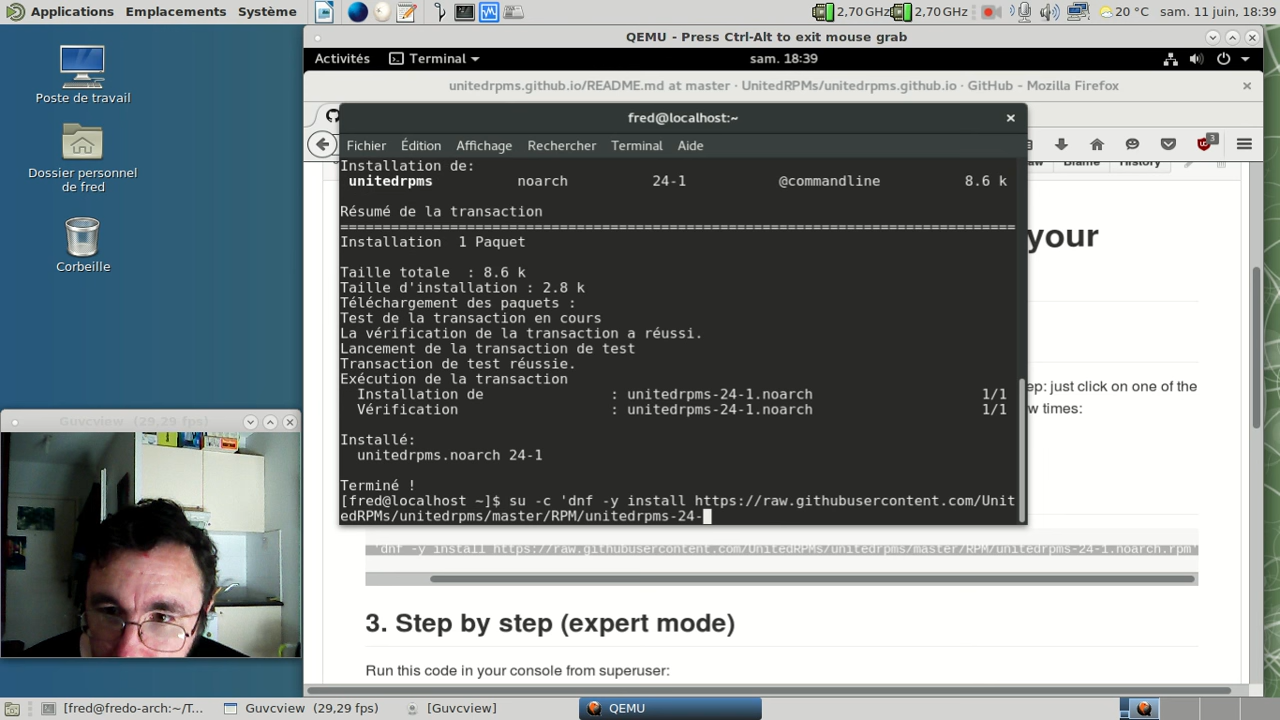 Applications Emplacements Système 2,70 GHz 2,70 GHz 20 °C sam. 11 juin, 18:39
QEMU - Press Ctrl-Alt to exit mouse grab
Activités Terminal sam. 18:39
unitedrpms.github.io/README.md at master · UnitedRPMs/unitedrpms.github.io · GitHub - Mozilla Firefox
Poste de travail
Dossier personnel
de fred
Corbeille
fred@localhost:~
Fichier Édition Affichage Rechercher Terminal Aide
3
Blame History
Installation de:
unitedrpms noarch 24-1 @commandline 8.6 k
Résumé de la transaction
================================================================================
Installation 1 Paquet
Taille totale : 8.6 k
Taille d'installation : 2.8 k
Téléchargement des paquets :
Test de la transaction en cours
La vérification de la transaction a réussi.
Lancement de la transaction de test
Transaction de test réussie.
Exécution de la transaction
Installation de : unitedrpms-24-1.noarch 1/1
Vérification : unitedrpms-24-1.noarch 1/1
Installé:
unitedrpms.noarch 24-1
Terminé !
[fred@localhost ~]$ su -c 'dnf -y install https://raw.githubusercontent.com/Unit
edRPMs/unitedrpms/master/RPM/unitedrpms-24-
your
ep: just click on one of the
w times:
'dnf -y install https://raw.githubusercontent.com/UnitedRPMs/unitedrpms/master/RPM/unitedrpms-24-1.noarch.rpm'
3. Step by step (expert mode)
Run this code in your console from superuser:
Guvcview (29,29 fps)
[fred@fredo-arch:~/T... Guvcview (29,29 fps) [Guvcview] QEMU